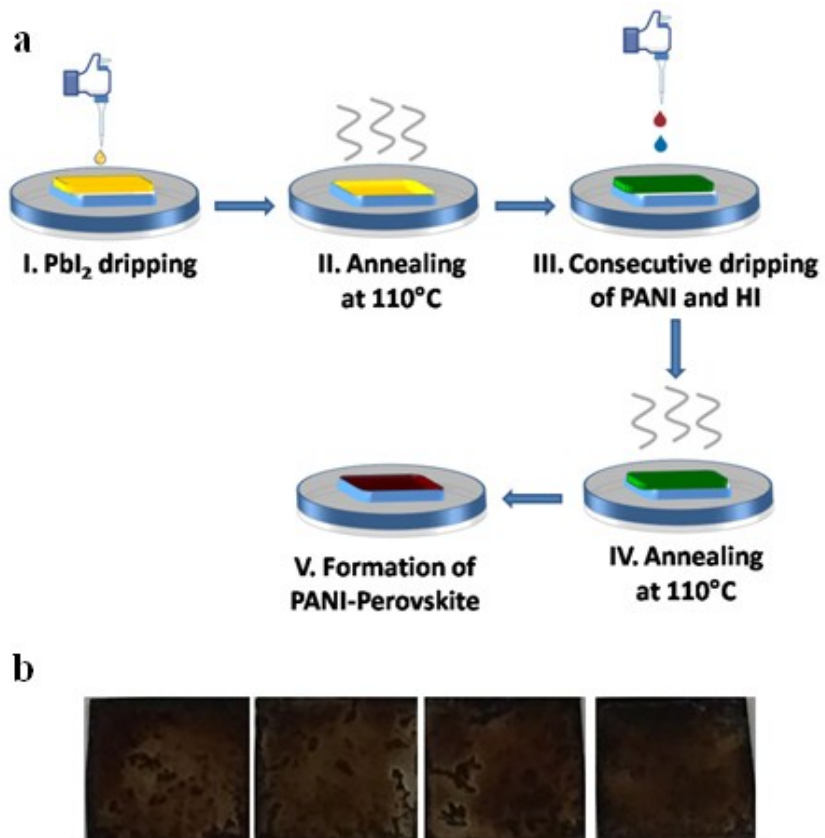 a
I. PbI₂ dripping
II. Annealing
at 110°C
III. Consecutive dripping
of PANI and HI
IV. Annealing
at 110°C
V. Formation of
PANI-Perovskite
b